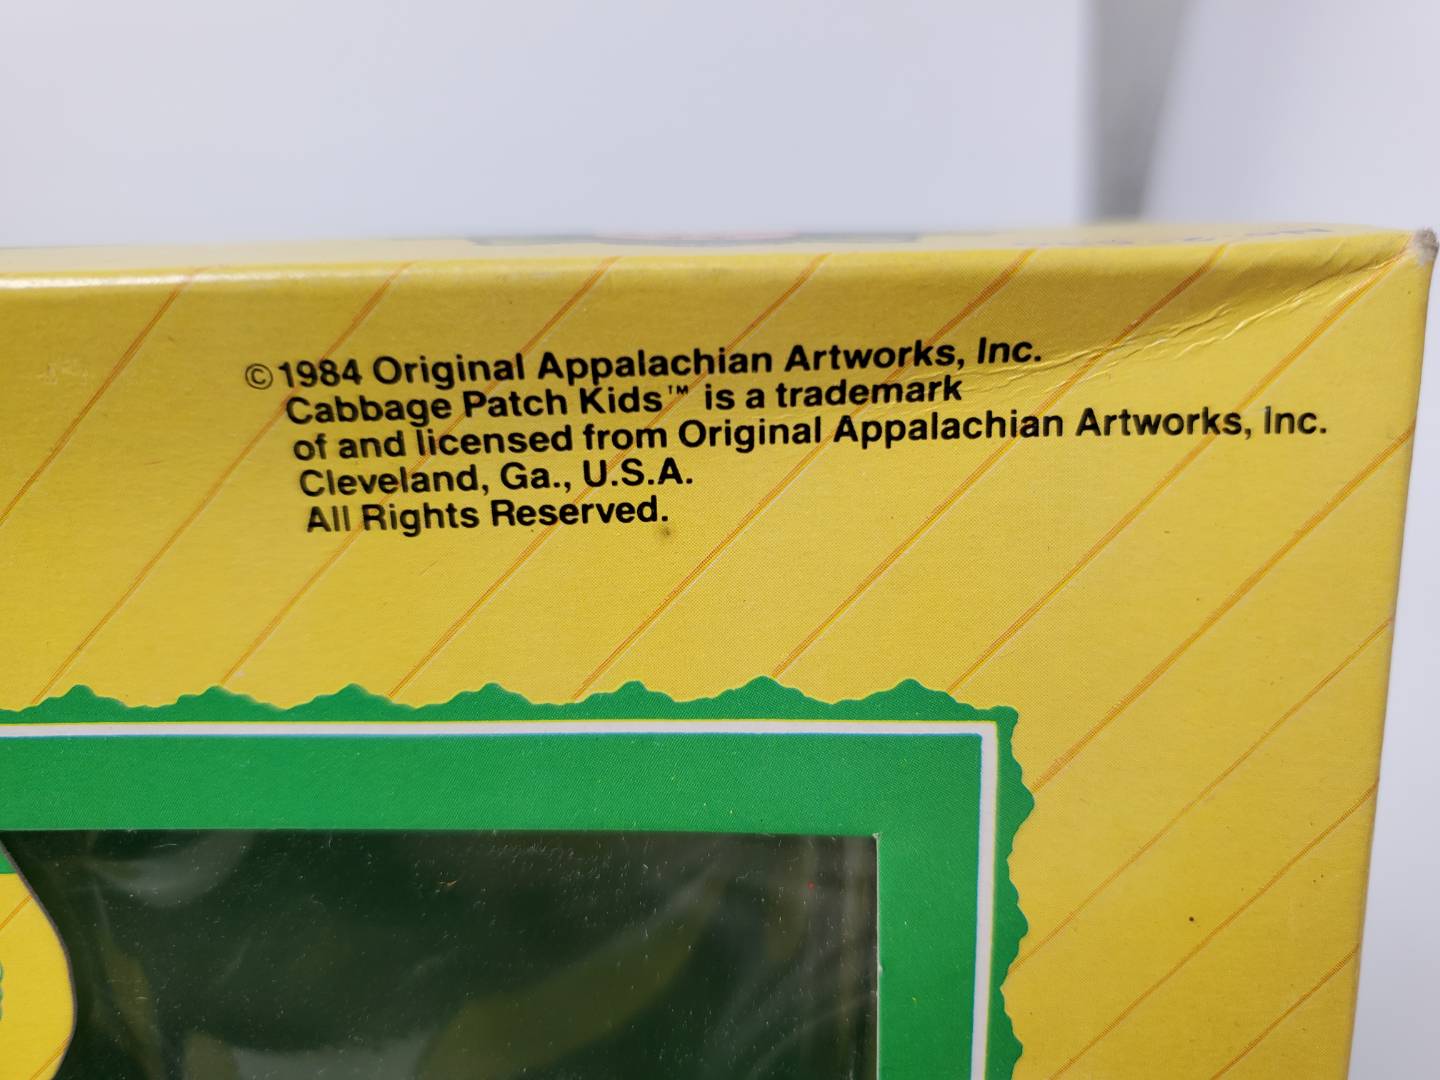 ©1984 Original Appalachian Artworks, Inc.
Cabbage Patch Kids™ is a trademark
of and licensed from Original Appalachian Artworks, Inc.
Cleveland, Ga., U.S.A.
All Rights Reserved.